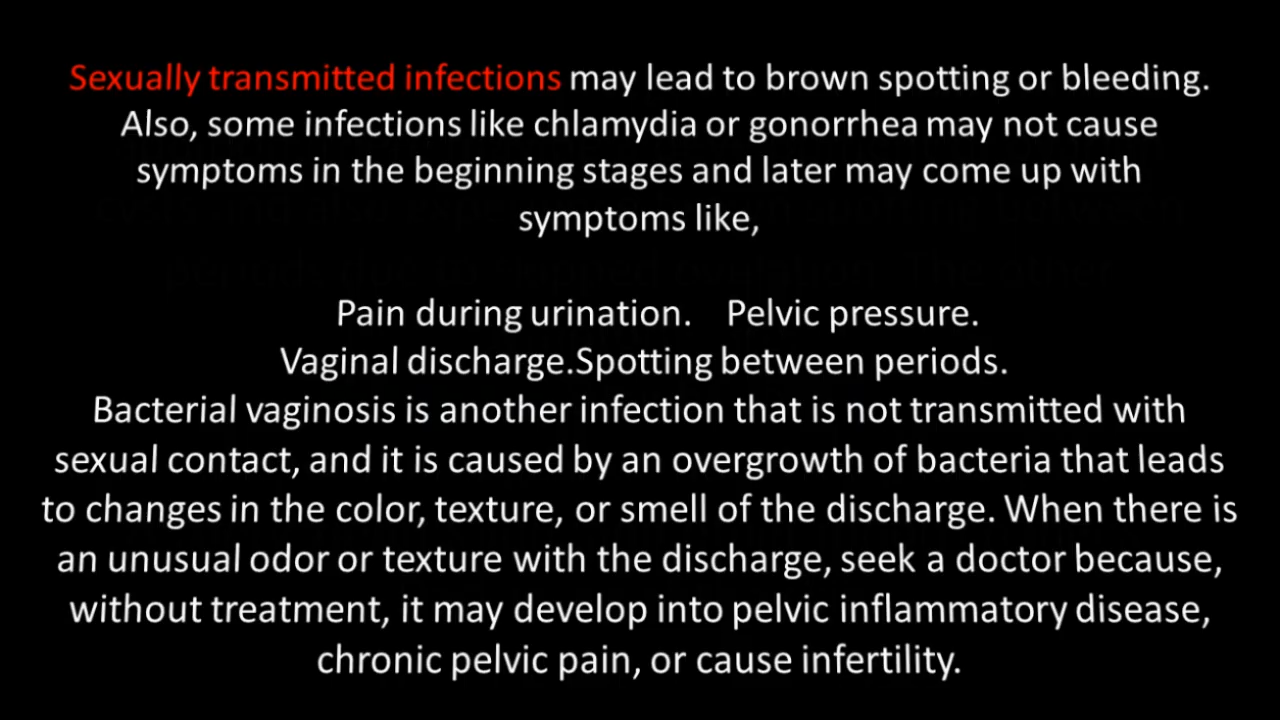 Sexually transmitted infections may lead to brown spotting or bleeding.
Also, some infections like chlamydia or gonorrhea may not cause
symptoms in the beginning stages and later may come up with
symptoms like,
Pain during urination. Pelvic pressure.
Vaginal discharge.Spotting between periods.
Bacterial vaginosis is another infection that is not transmitted with
sexual contact, and it is caused by an overgrowth of bacteria that leads
to changes in the color, texture, or smell of the discharge. When there is
an unusual odor or texture with the discharge, seek a doctor because,
without treatment, it may develop into pelvic inflammatory disease,
chronic pelvic pain, or cause infertility.